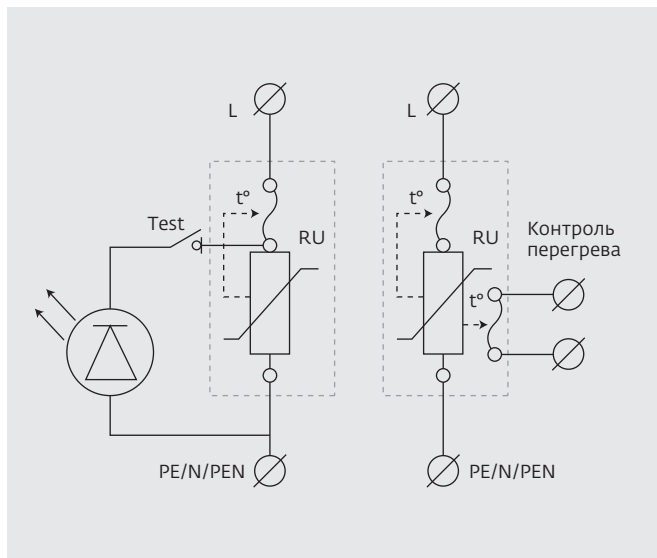 L
L
t°
t°
Test
RU
RU
Контроль
перегрева
t°
PE/N/PEN
PE/N/PEN